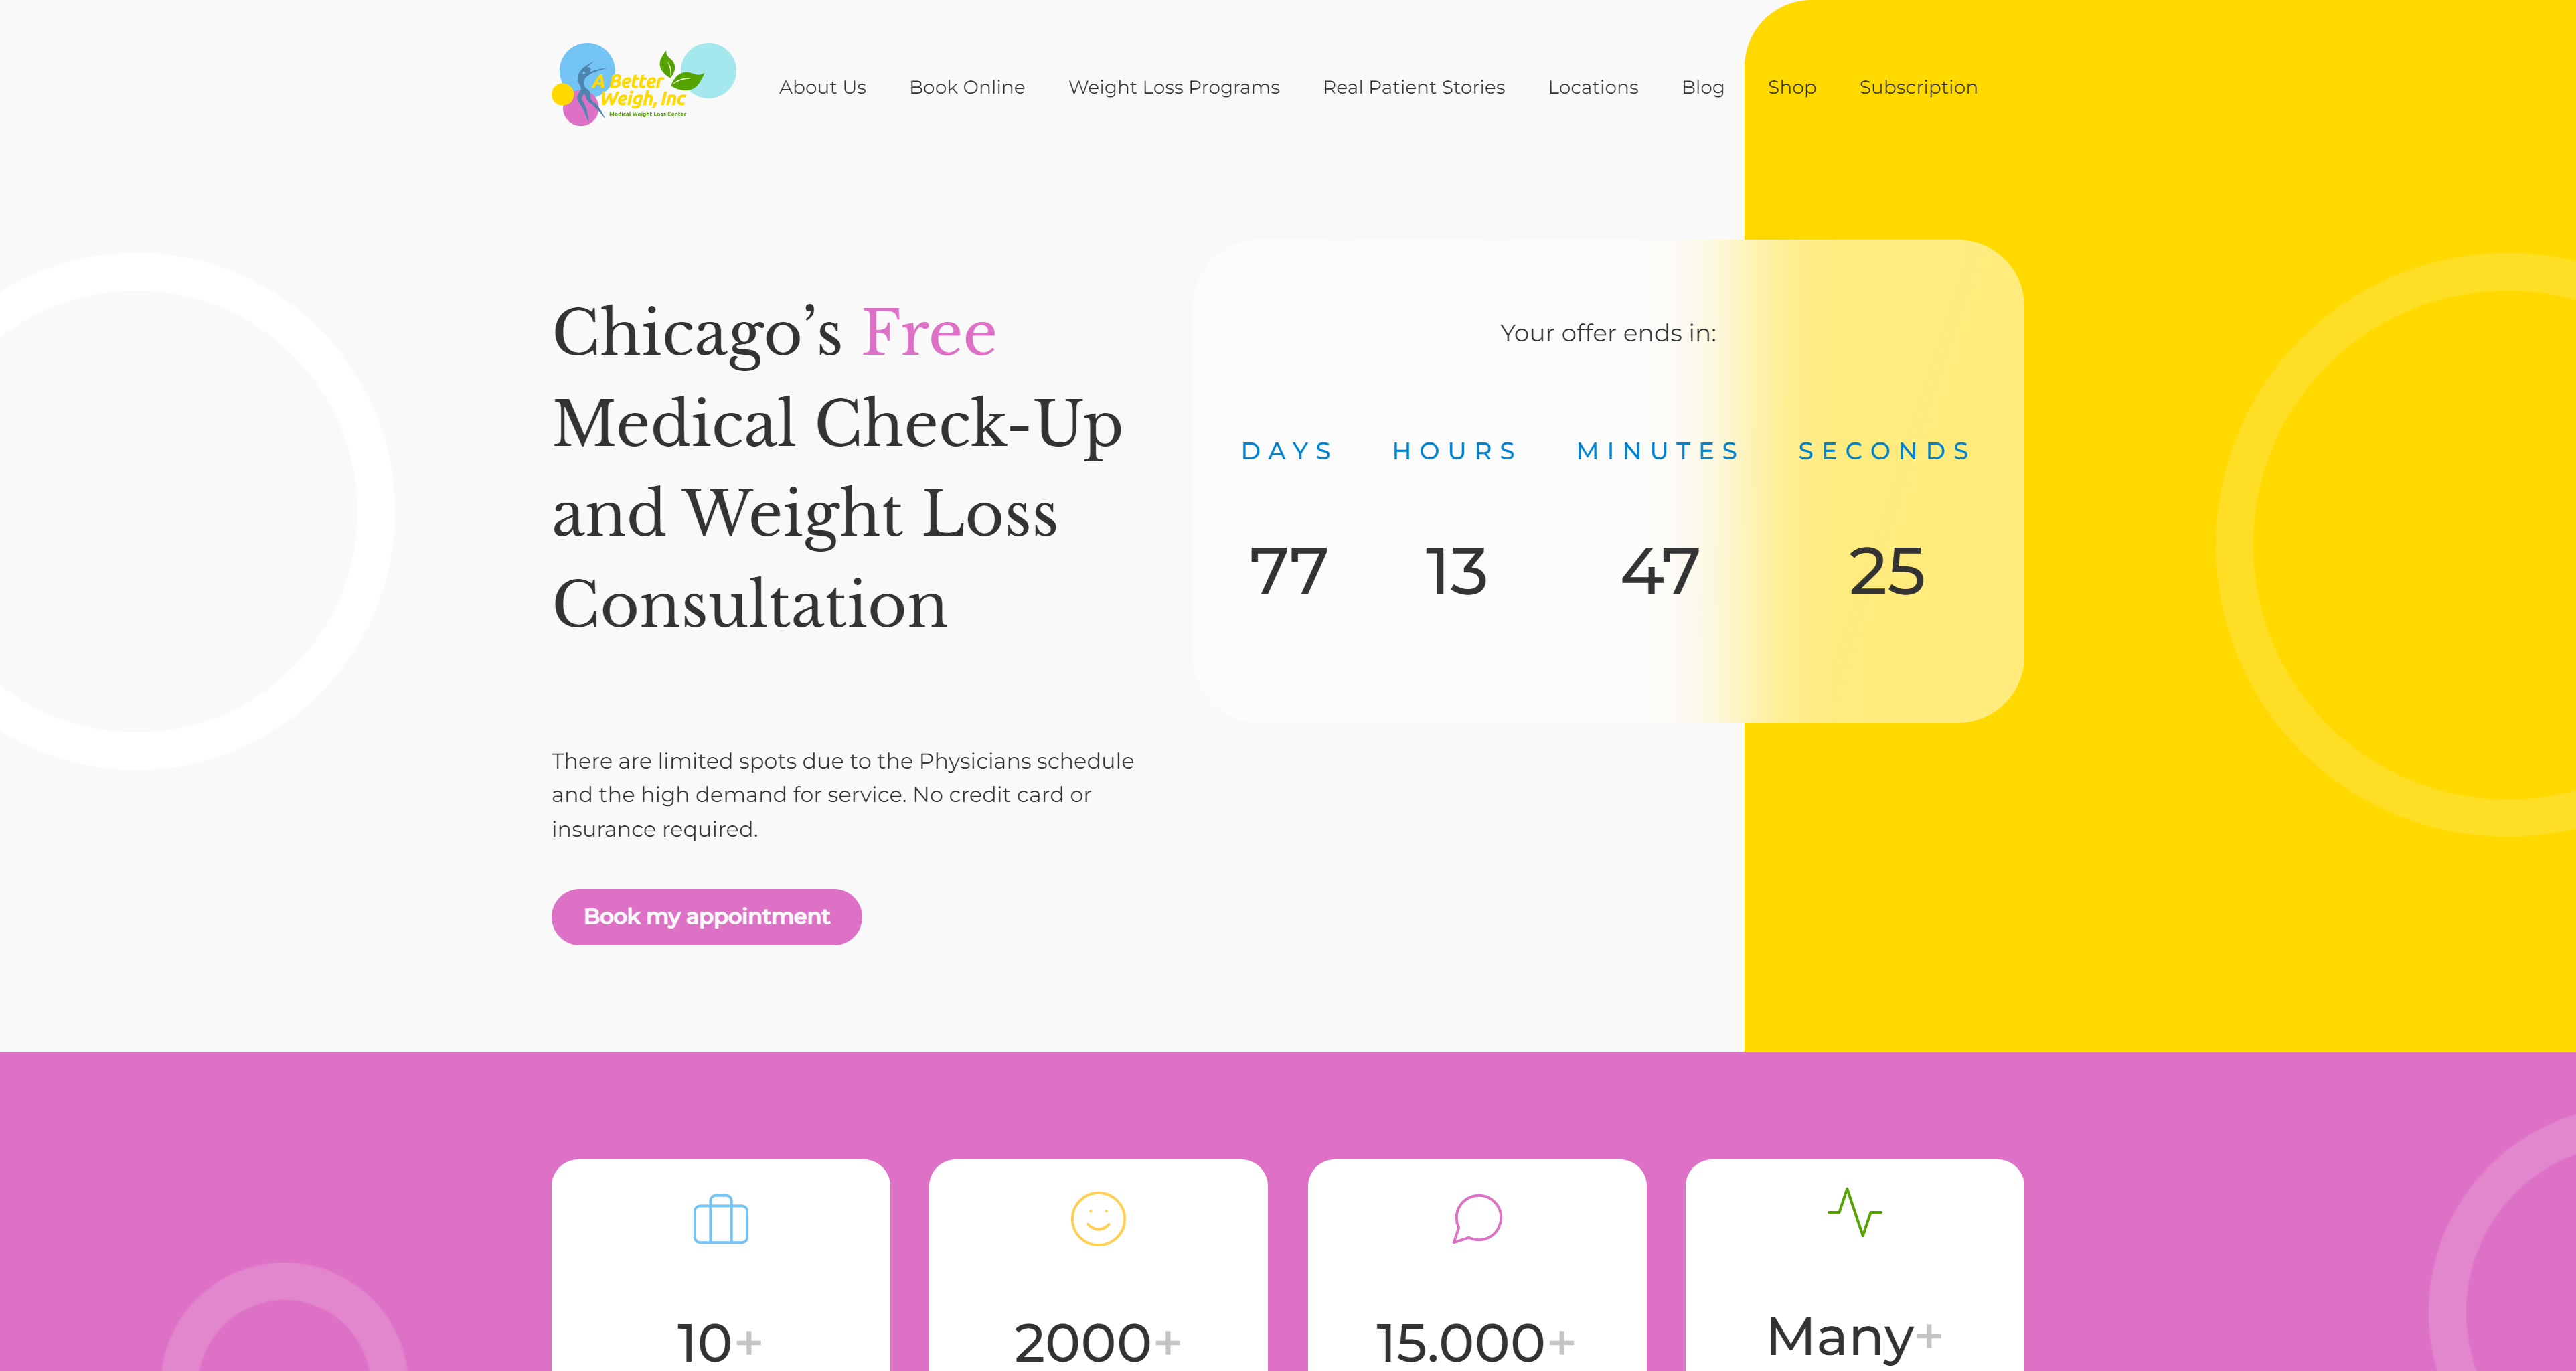 A Better
Weigh, Inc
Medical Weight Loss Center
About Us
Book Online
Weight Loss Programs
Real Patient Stories
Locations
Blog
Shop
Subscription
Chicago’s Free
Medical Check-Up
and Weight Loss
Consultation
There are limited spots due to the Physicians schedule
and the high demand for service. No credit card or
insurance required.
Book my appointment
Your offer ends in:
DAYS HOURS MINUTES SECONDS
77 13 47 25
10+
2000+
15.000+
Many+